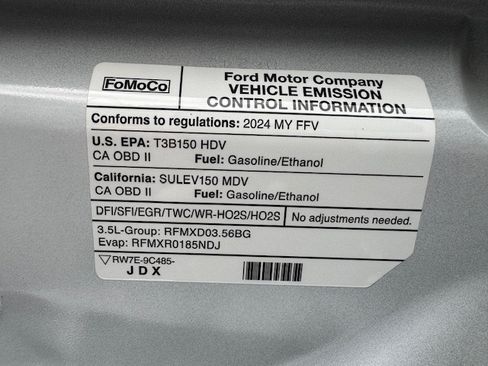 FoMoCo
Ford Motor Company
VEHICLE EMISSION
CONTROL INFORMATION
Conforms to regulations: 2024 MY FFV
U.S. EPA: T3B150 HDV
CA OBD II Fuel: Gasoline/Ethanol
California: SULEV150 MDV
CA OBD II Fuel: Gasoline/Ethanol
DFI/SFI/EGR/TWC/WR-HO2S/HO2S No adjustments needed.
3.5L-Group: RFMXD03.56BG
Evap: RFMXR0185NDJ
RW7E-9C485-
JDX